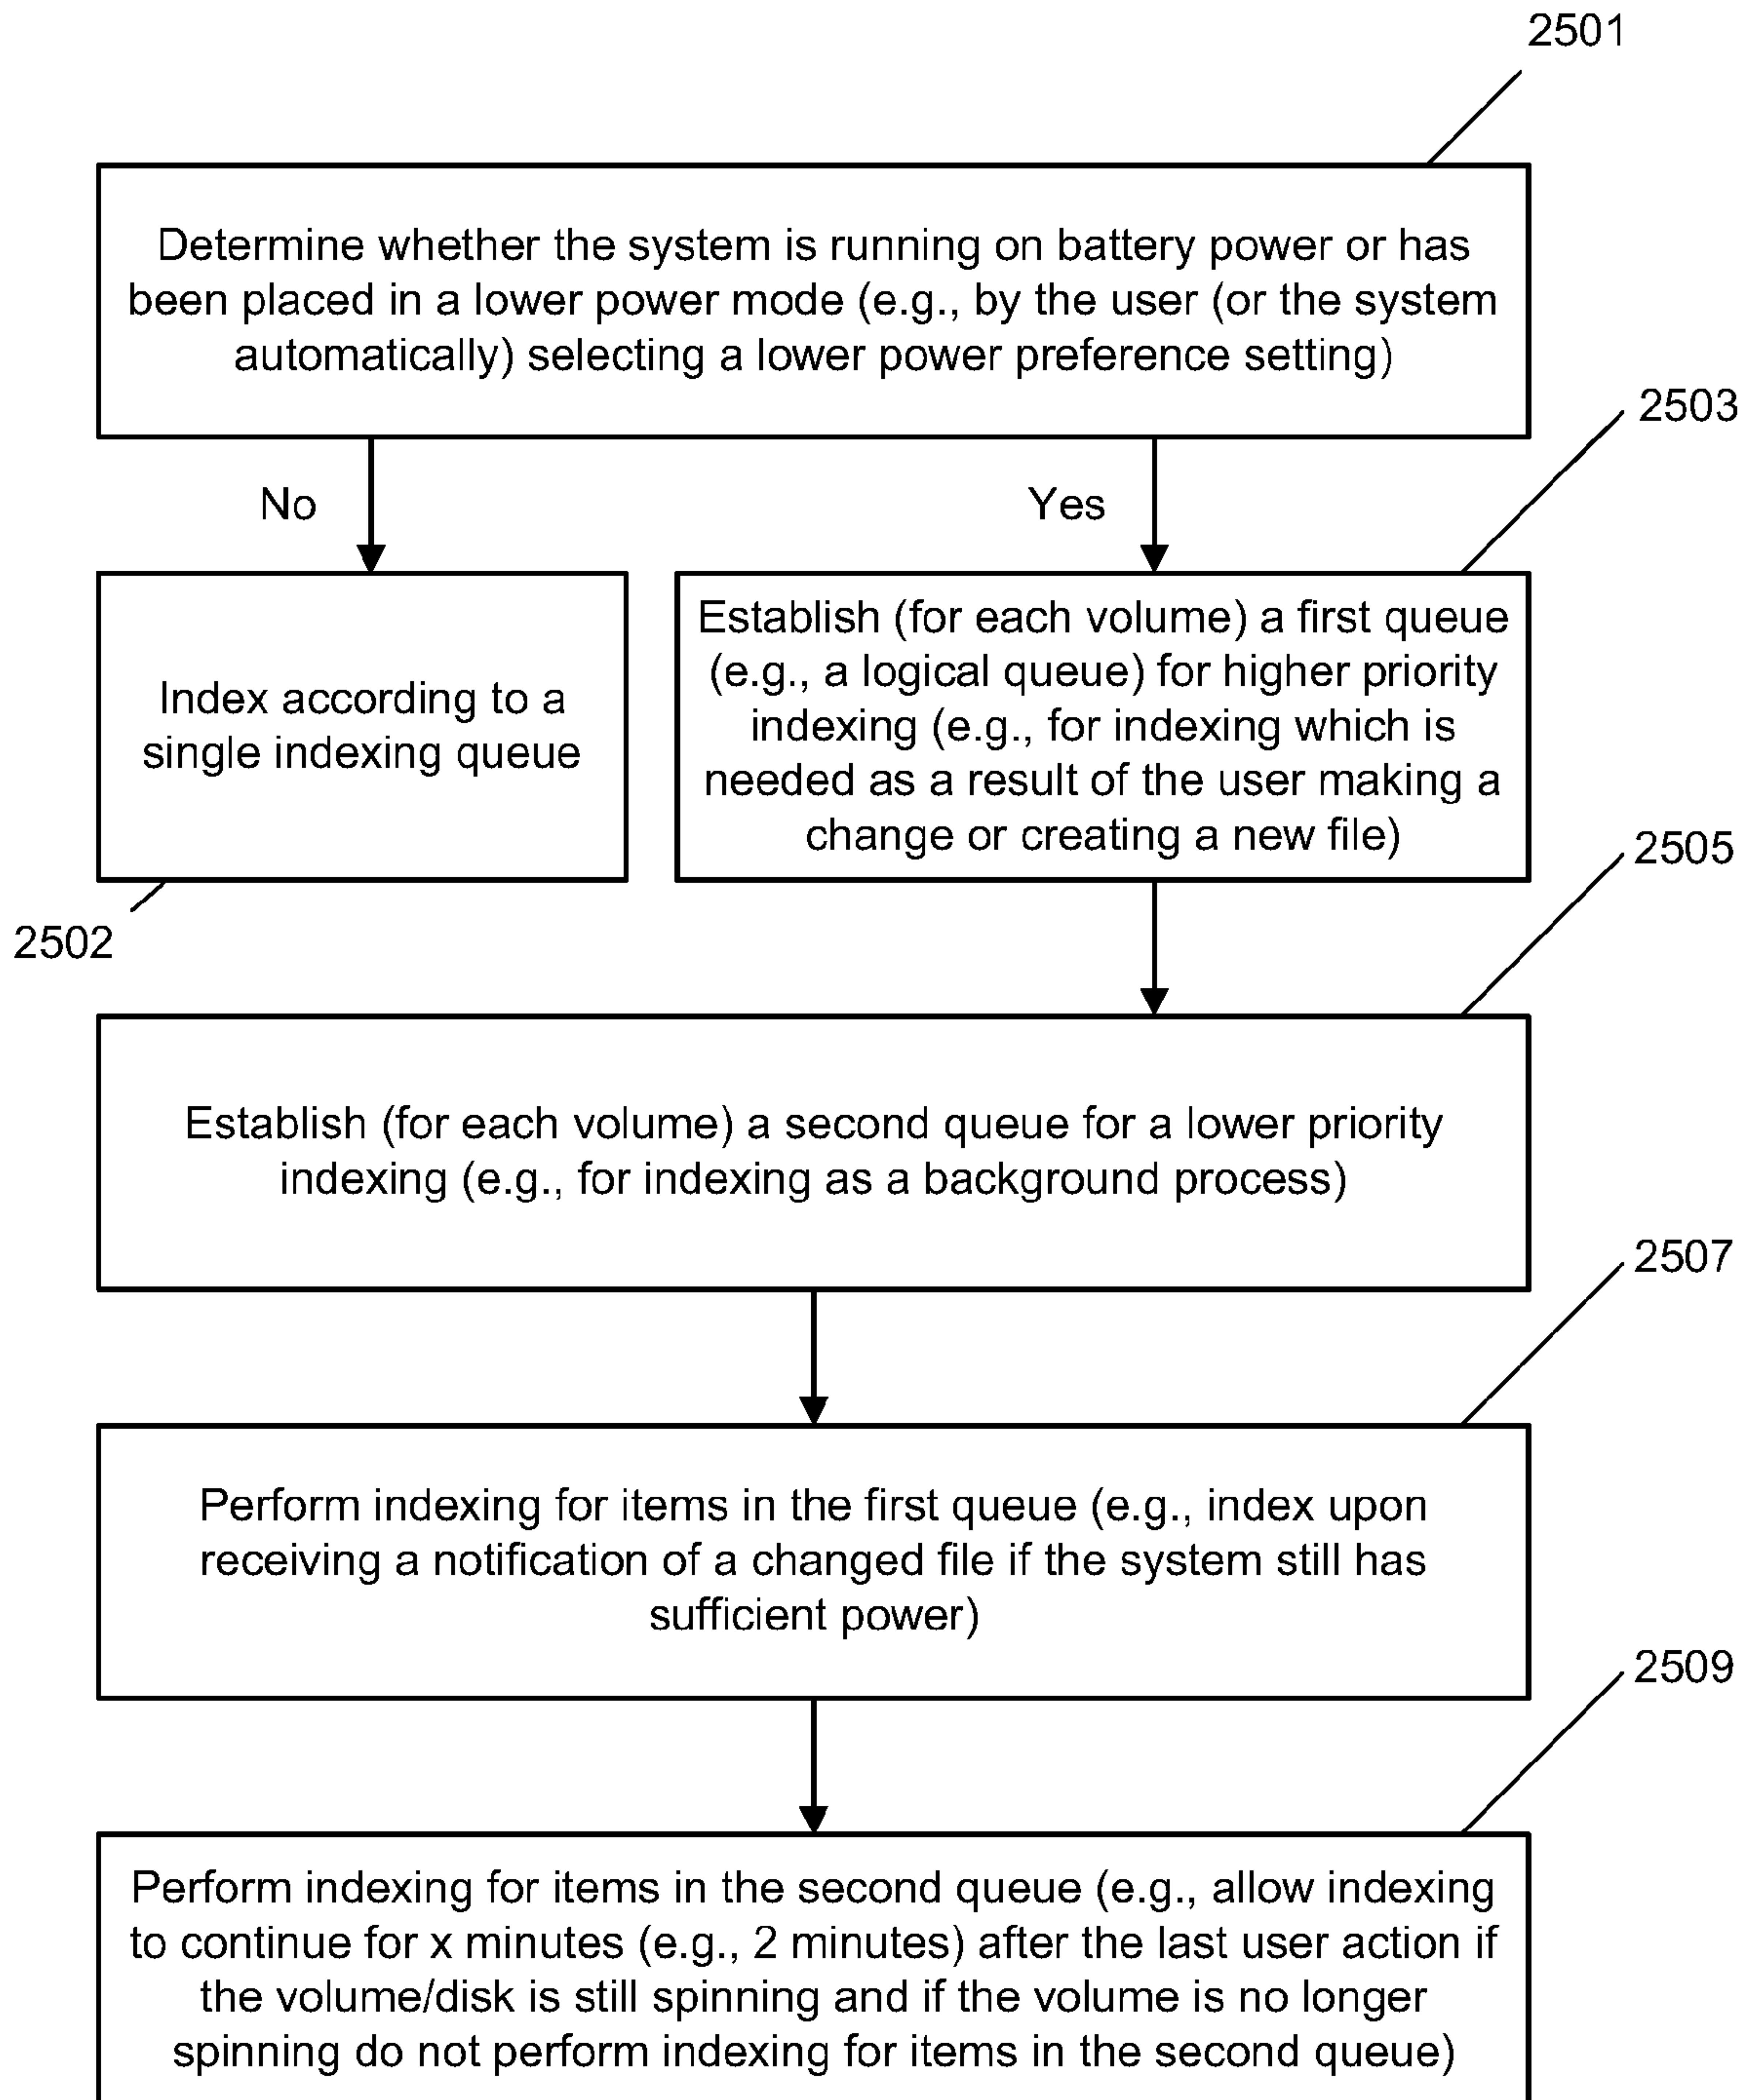 2501
Determine whether the system is running on battery power or has
been placed in a lower power mode (e.g., by the user (or the system
automatically) selecting a lower power preference setting)
2503
No
Yes
Index according to a
single indexing queue
2502
Establish (for each volume) a first queue
(e.g., a logical queue) for higher priority
indexing (e.g., for indexing which is
needed as a result of the user making a
change or creating a new file)
2505
Establish (for each volume) a second queue for a lower priority
indexing (e.g., for indexing as a background process)
2507
Perform indexing for items in the first queue (e.g., index upon
receiving a notification of a changed file if the system still has
sufficient power)
2509
Perform indexing for items in the second queue (e.g., allow indexing
to continue for x minutes (e.g., 2 minutes) after the last user action if
the volume/disk is still spinning and if the volume is no longer
spinning do not perform indexing for items in the second queue)